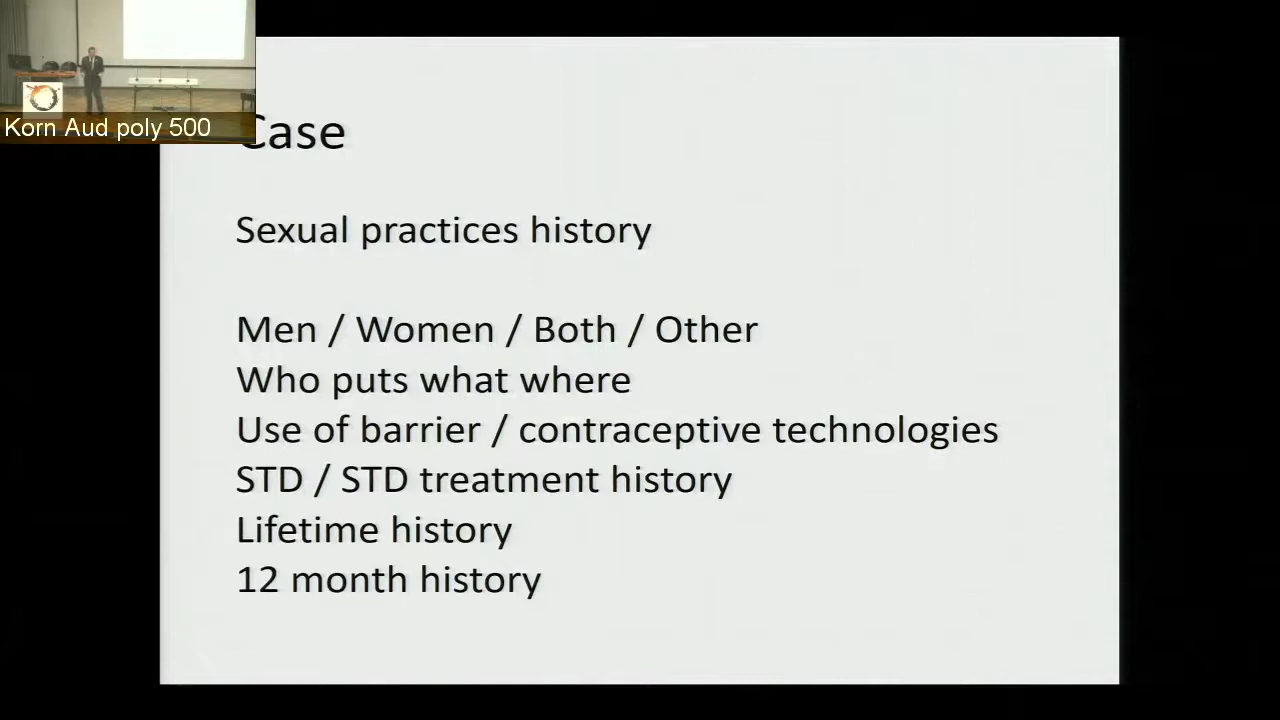 Korn Aud poly 500
Case
Sexual practices history
Men / Women / Both / Other
Who puts what where
Use of barrier / contraceptive technologies
STD / STD treatment history
Lifetime history
12 month history